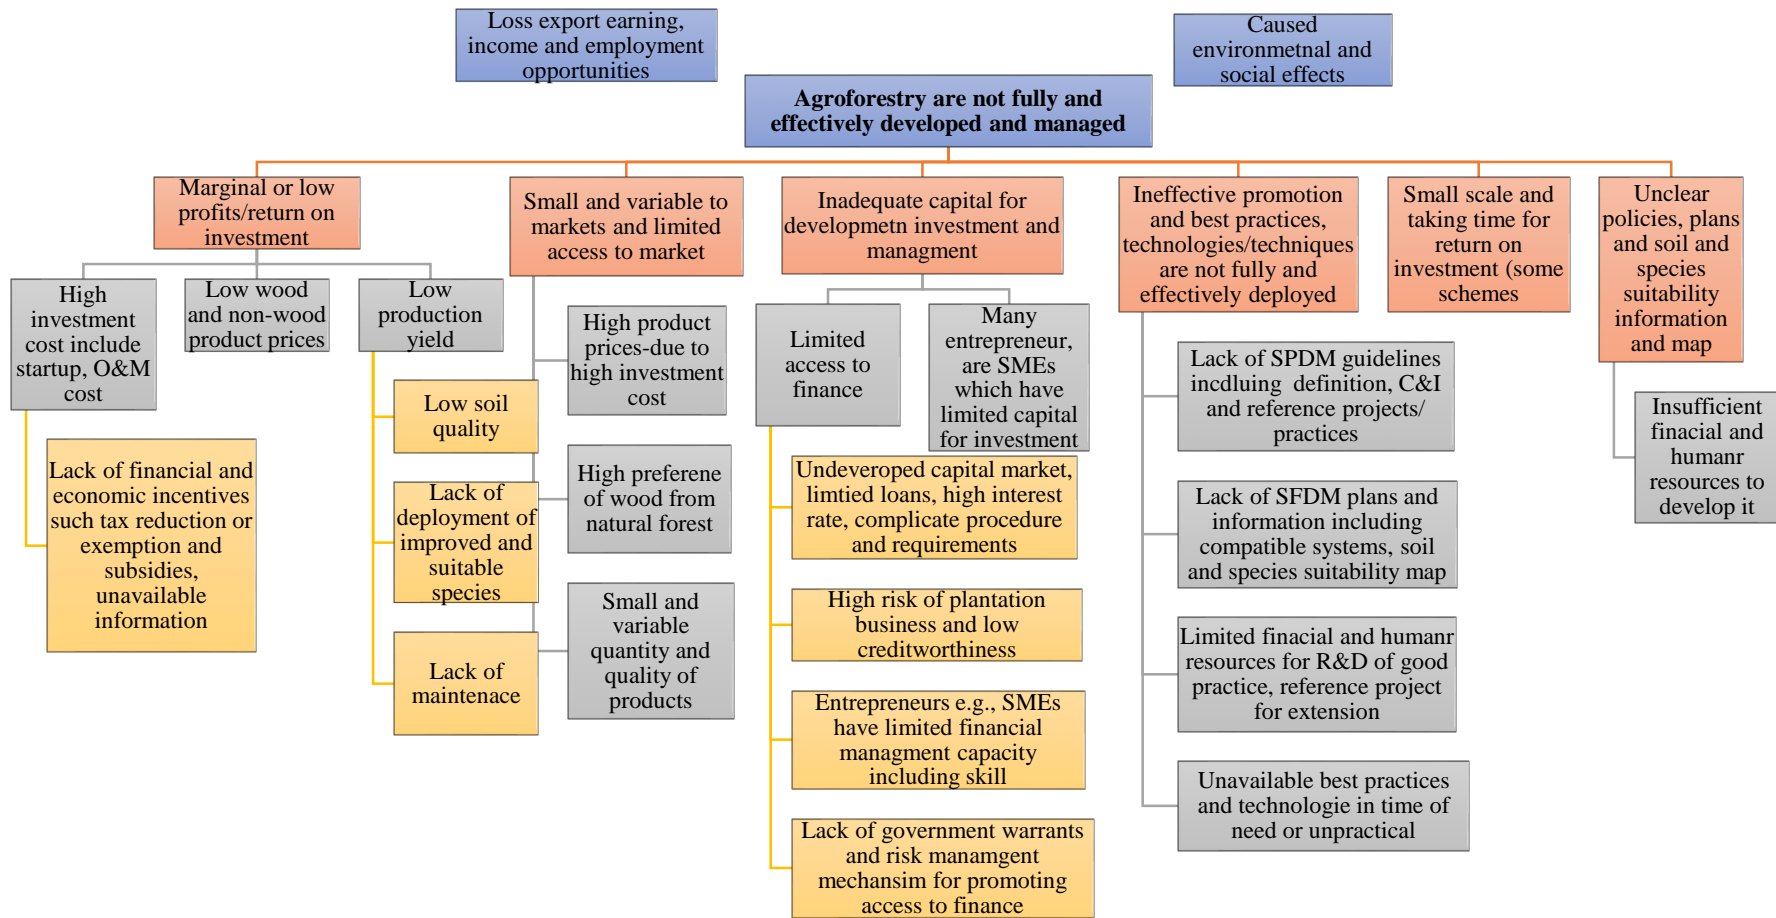 Loss export earning,
income and employment
opportunities
Caused
environmetnal and
social effects
Agroforestry are not fully and
effectively developed and managed
Marginal or low
profits/return on
investment
Small and variable to
markets and limited
access to market
Inadequate capital for
developmetn investment and
managment
Ineffective promotion
and best practices,
technologies/techniques
are not fully and
effectively deployed
Small scale and
taking time for
return on
investment (some
schemes
Unclear
policies, plans
and soil and
species
suitability
information
and map
High
investment
cost include
startup, O&M
cost
Low wood
and non-wood
product prices
Low
production
yield
Lack of financial and
economic incentives
such tax reduction or
exemption and
subsidies,
unavailable
information
Low soil
quality
Lack of
deployment of
improved and
suitable
species
Lack of
maintenace
High product
prices-due to
high investment
cost
High preferene
of wood from
natural forest
Small and
variable
quantity and
quality of
products
Limited
access to
finance
Many
entrepreneur,
are SMEs
which have
limited capital
for investment
Undeveroped capital market,
limtied loans, high interest
rate, complicate procedure
and requirements
High risk of plantation
business and low
creditworthiness
Entrepreneurs e.g., SMEs
have limited financial
managment capacity
including skill
Lack of government warrants
and risk manamgent
mechansim for promoting
access to finance
Lack of SPDM guidelines
incdluing definition, C&I
and reference projects/
practices
Lack of SFDM plans and
information including
compatible systems, soil
and species suitability map
Limited finacial and humanr
resources for R&D of good
practice, reference project
for extension
Unavailable best practices
and technologie in time of
need or unpractical
Insufficient
finacial and
humanr
resources to
develop it